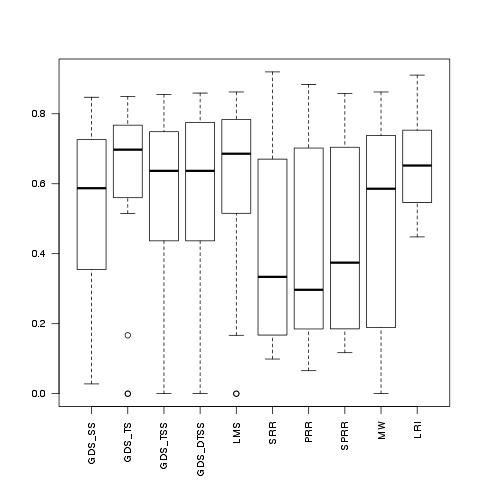 0.8
0.6
0.4
0.2
0.0
GDS_SS
GDS_TS
GDS_TSS
GDS_DTSS
LMS
SRR
PRR
SPRR
MW
LRI